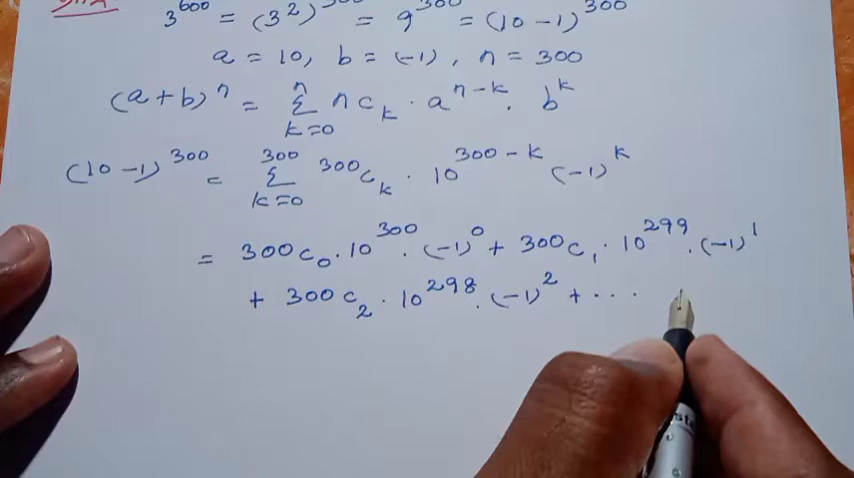 3^600 = (3^2)^300 = 9^300 = (10-1)^300
a = 10, b = (-1), n = 300
(a+b)^n = Σ_{k=0}^{n} nC_k · a^{n-k} · b^k
(10-1)^300 = Σ_{k=0}^{300} 300C_k · 10^{300-k} (-1)^k
= 300C_0 · 10^300 · (-1)^0 + 300C_1 · 10^299 · (-1)^1
+ 300C_2 · 10^298 · (-1)^2 + ...